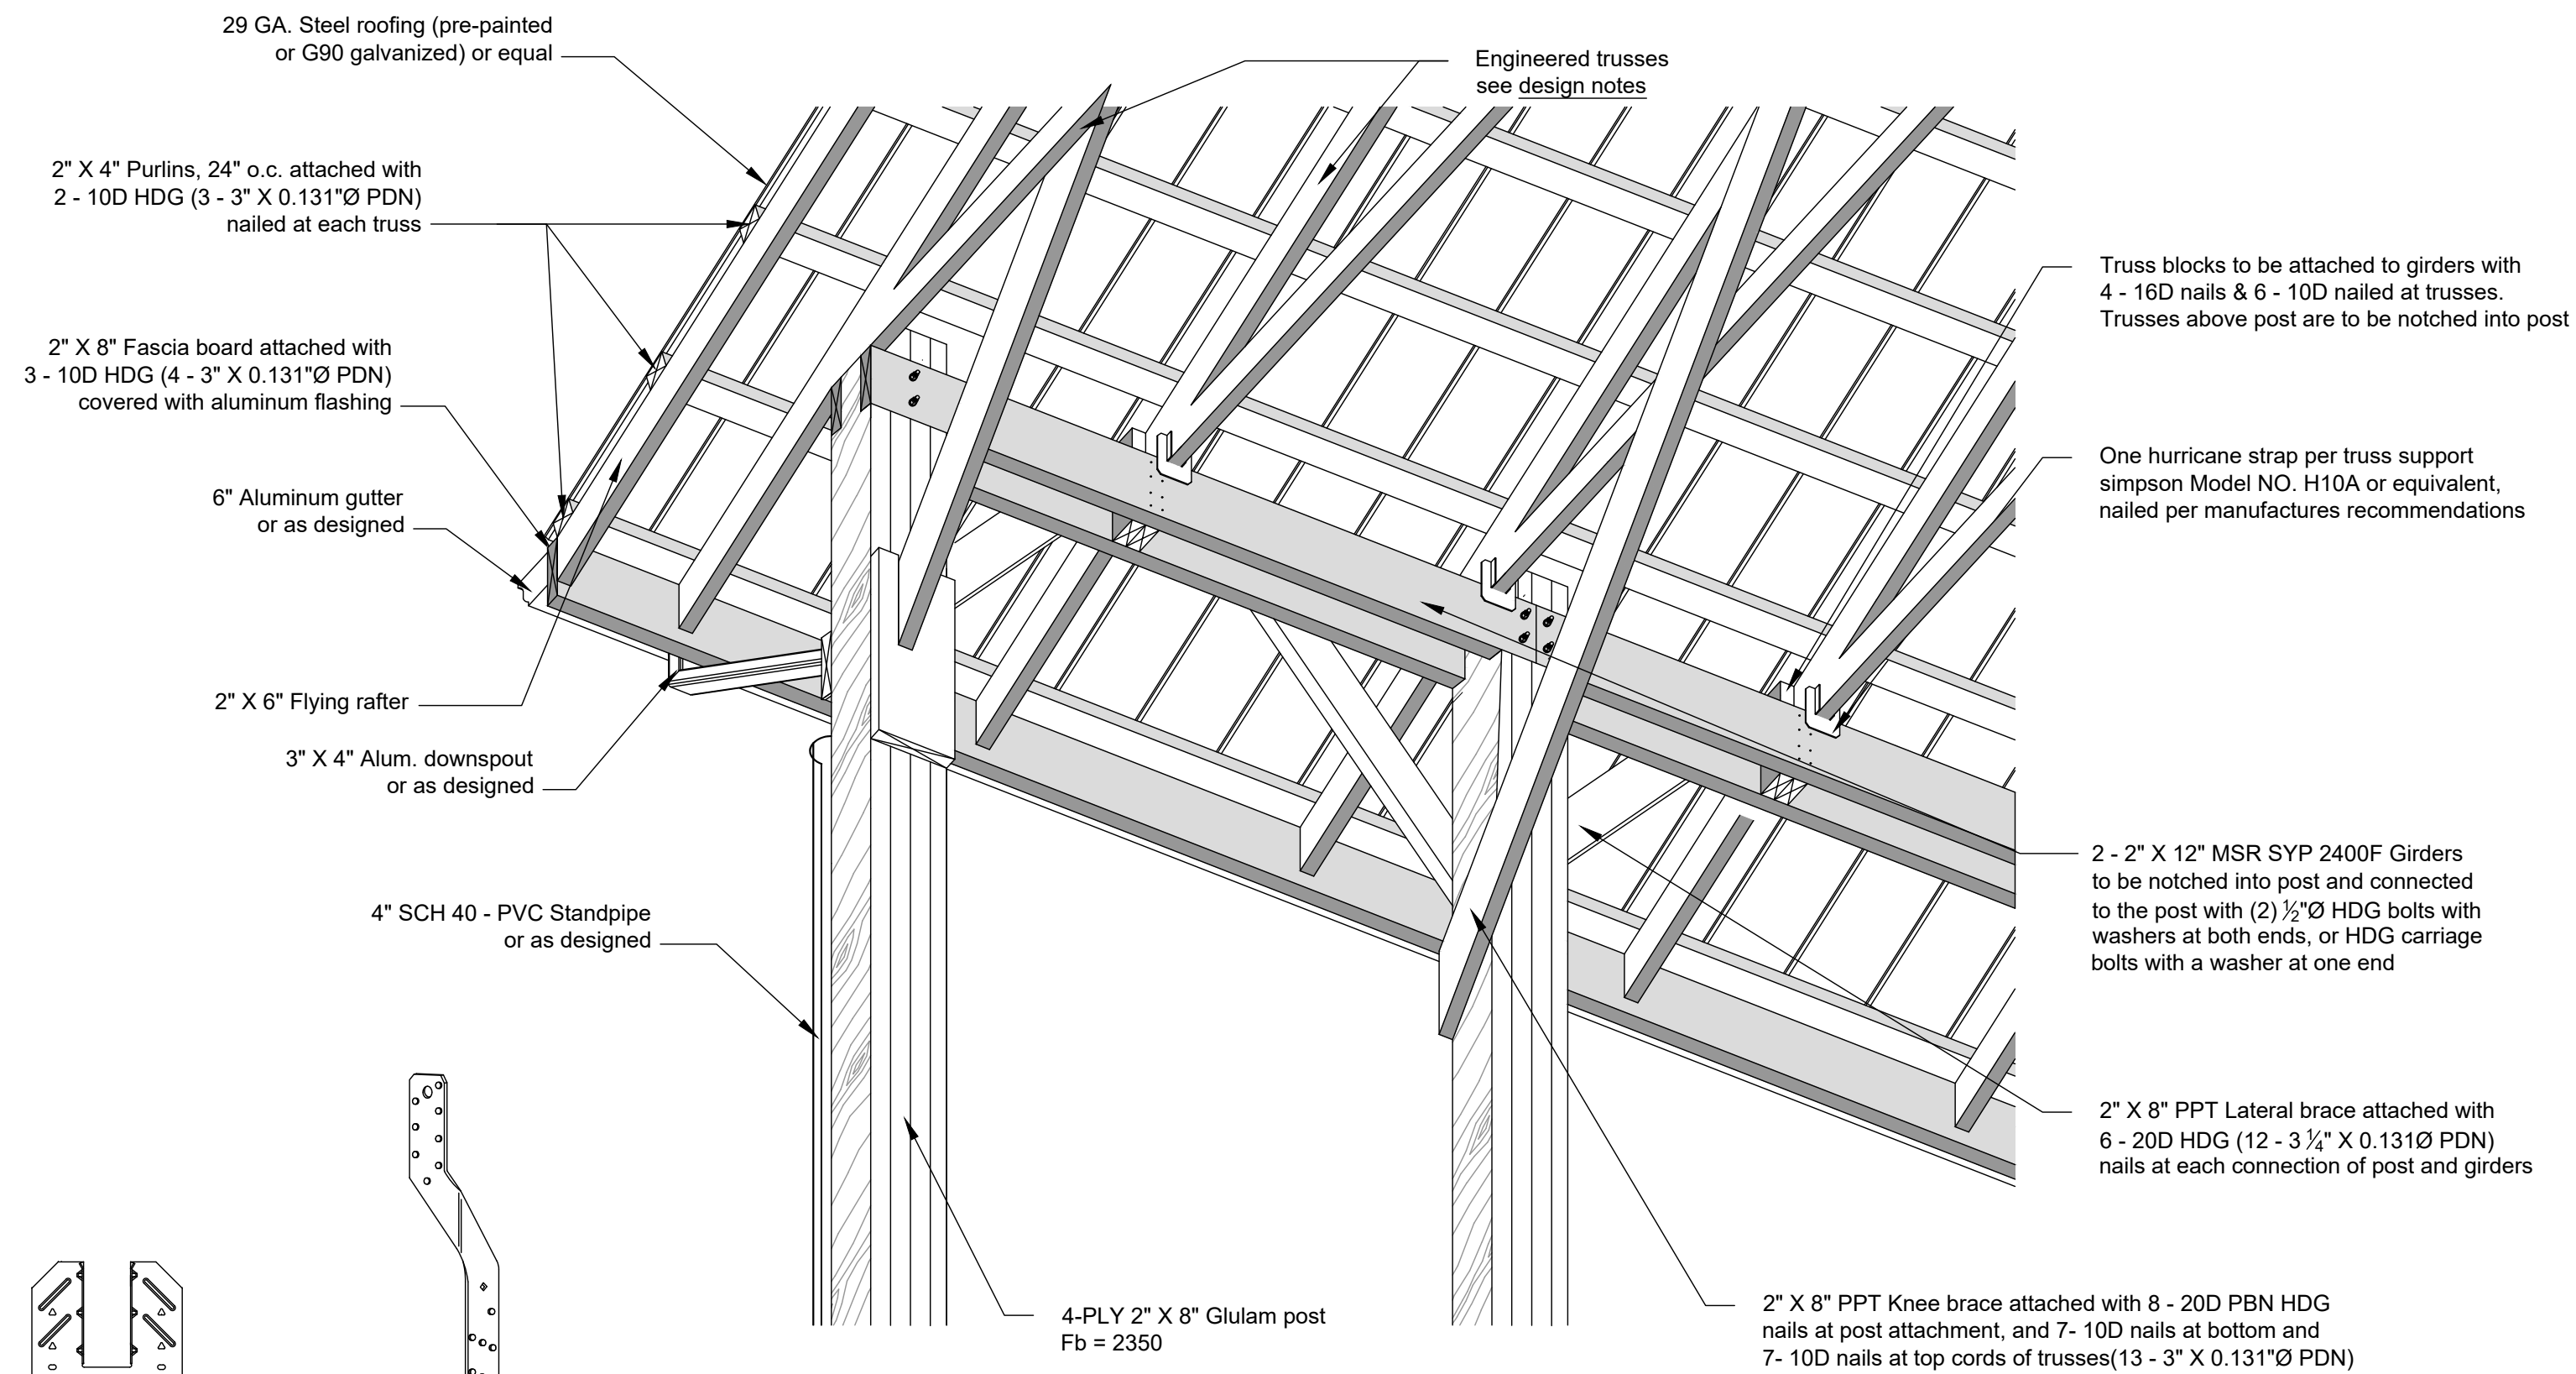 29 GA. Steel roofing (pre-painted
or G90 galvanized) or equal
Engineered trusses
see design notes
2" X 4" Purlins, 24" o.c. attached with
2 - 10D HDG (3 - 3" X 0.131"Ø PDN)
nailed at each truss
Truss blocks to be attached to girders with
4 - 16D nails & 6 - 10D nailed at trusses.
Trusses above post are to be notched into post
2" X 8" Fascia board attached with
3 - 10D HDG (4 - 3" X 0.131"Ø PDN)
covered with aluminum flashing
One hurricane strap per truss support
simpson Model NO. H10A or equivalent,
nailed per manufactures recommendations
6" Aluminum gutter
or as designed
2" X 6" Flying rafter
3" X 4" Alum. downspout
or as designed
2 - 2" X 12" MSR SYP 2400F Girders
to be notched into post and connected
to the post with (2) ½"Ø HDG bolts with
washers at both ends, or HDG carriage
bolts with a washer at one end
4" SCH 40 - PVC Standpipe
or as designed
2" X 8" PPT Lateral brace attached with
6 - 20D HDG (12 - 3 ¼" X 0.131Ø PDN)
nails at each connection of post and girders
4-PLY 2" X 8" Glulam post
Fb = 2350
2" X 8" PPT Knee brace attached with 8 - 20D PBN HDG
nails at post attachment, and 7- 10D nails at bottom and
7- 10D nails at top cords of trusses(13 - 3" X 0.131"Ø PDN)